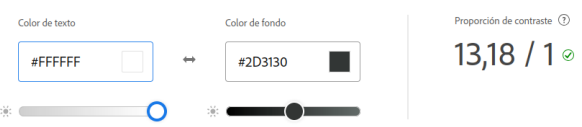 Color de texto
#FFFFFF
Color de fondo
#2D3130
Proporción de contraste ?
13,18 / 1